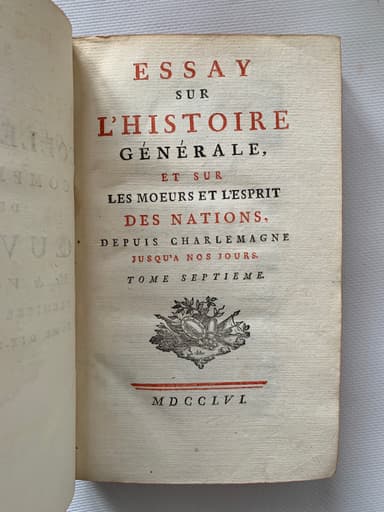 ESSAY
SUR
L'HISTOIRE
GÉNÉRALE,
ET SUR
LES MOEURS ET L'ESPRIT
DES NATIONS,
DEPUIS CHARLEMAGNE
JUSQU'A NOS JOURS.
TOME SEPTIEME.
MDCCLVI.